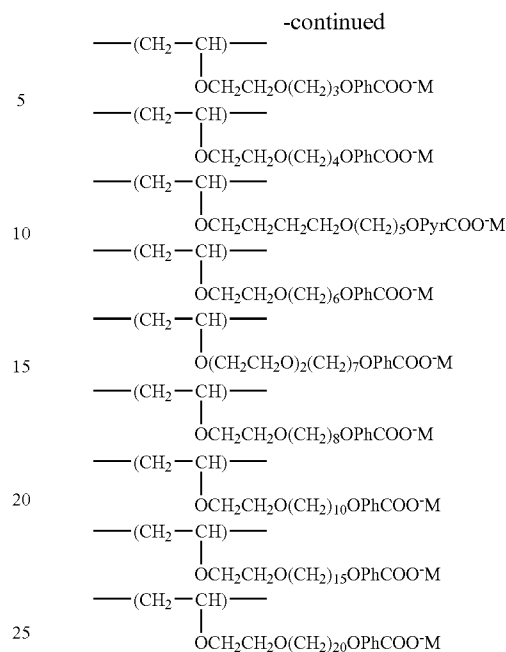 -continued
—(CH₂—CH)—
OCH₂CH₂O(CH₂)₃OPhCOO⁻M
5
—(CH₂—CH)—
OCH₂CH₂O(CH₂)₄OPhCOO⁻M
—(CH₂—CH)—
OCH₂CH₂CH₂CH₂O(CH₂)₅OPyrCOO⁻M
10
—(CH₂—CH)—
OCH₂CH₂O(CH₂)₆OPhCOO⁻M
—(CH₂—CH)—
O(CH₂CH₂O)₂(CH₂)₇OPhCOO⁻M
15
—(CH₂—CH)—
OCH₂CH₂O(CH₂)₈OPhCOO⁻M
—(CH₂—CH)—
20
OCH₂CH₂O(CH₂)₁₀OPhCOO⁻M
—(CH₂—CH)—
OCH₂CH₂O(CH₂)₁₅OPhCOO⁻M
—(CH₂—CH)—
25
OCH₂CH₂O(CH₂)₂₀OPhCOO⁻M